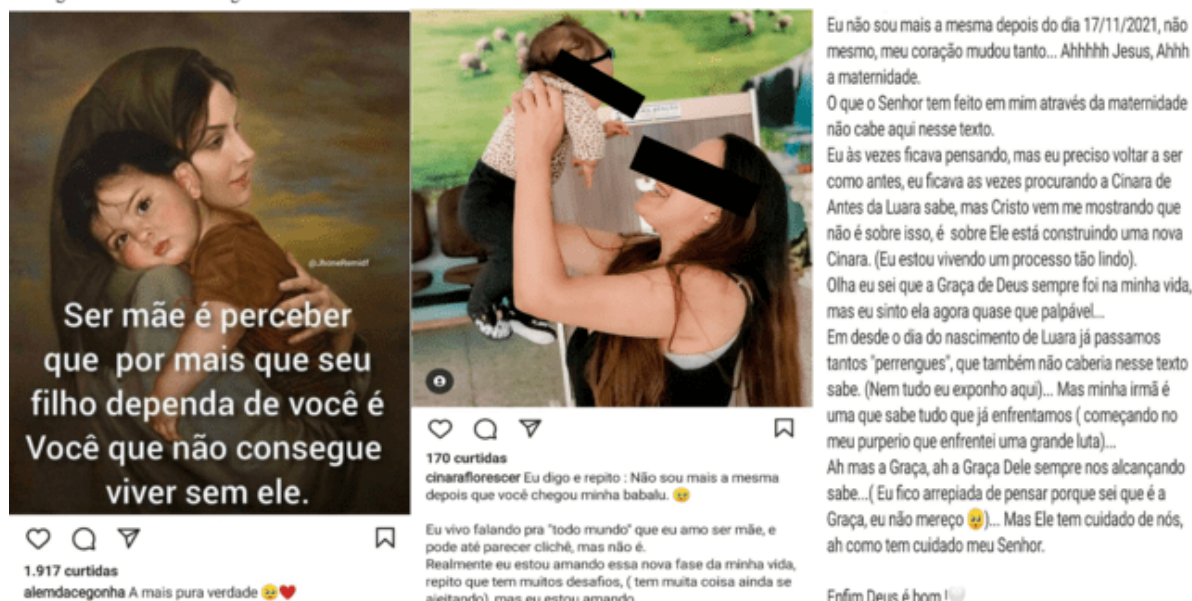 @JhoneRemidf
Ser mãe é perceber
que por mais que seu
filho dependa de você é
Você que não consegue
viver sem ele.
1.917 curtidas
alemdacegonha A mais pura verdade 🥹❤️
170 curtidas
cinaraflorescer Eu digo e repito : Não sou mais a mesma
depois que você chegou minha babalu. 🥹
Eu vivo falando pra "todo mundo" que eu amo ser mãe, e
pode até parecer clichê, mas não é.
Realmente eu estou amando essa nova fase da minha vida,
repito que tem muitos desafios, ( tem muita coisa ainda se
ajeitando), mas eu estou amando
Eu não sou mais a mesma depois do dia 17/11/2021, não
mesmo, meu coração mudou tanto... Ahhhhh Jesus, Ahhh
a maternidade.
O que o Senhor tem feito em mim através da maternidade
não cabe aqui nesse texto.
Eu às vezes ficava pensando, mas eu preciso voltar a ser
como antes, eu ficava as vezes procurando a Cinara de
Antes da Luara sabe, mas Cristo vem me mostrando que
não é sobre isso, é sobre Ele está construindo uma nova
Cinara. (Eu estou vivendo um processo tão lindo).
Olha eu sei que a Graça de Deus sempre foi na minha vida,
mas eu sinto ela agora quase que palpável...
Em desde o dia do nascimento de Luara já passamos
tantos "perrengues", que também não caberia nesse texto
sabe. (Nem tudo eu exponho aqui)... Mas minha irmã é
uma que sabe tudo que já enfrentamos ( começando no
meu purperio que enfrentei uma grande luta)...
Ah mas a Graça, ah a Graça Dele sempre nos alcançando
sabe...( Eu fico arrepiada de pensar porque sei que é a
Graça, eu não mereço 🥹)... Mas Ele tem cuidado de nós,
ah como tem cuidado meu Senhor.
Enfim Deus é bom !🤍